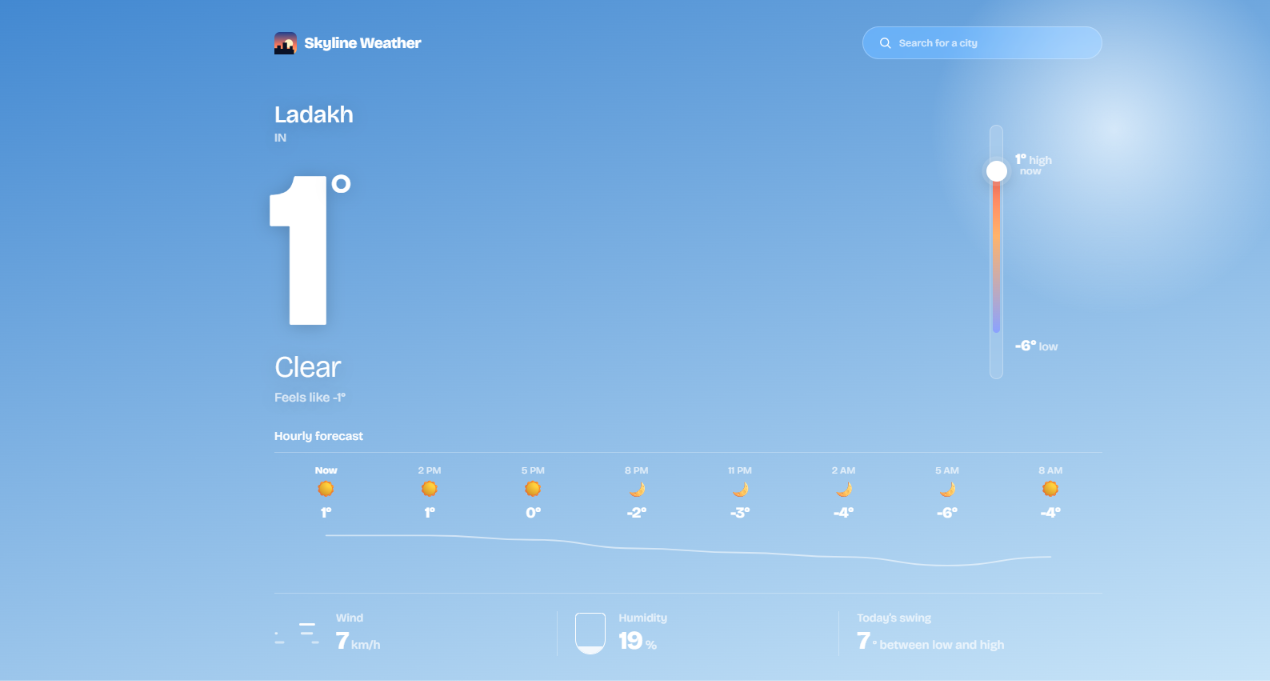 Skyline Weather
Search for a city
Ladakh
IN
1°
Clear
Feels like -1°
1° high
now
-6° low
Hourly forecast
Now 2 PM 5 PM 8 PM 11 PM 2 AM 5 AM 8 AM
1° 1° 0° -2° -3° -4° -6° -4°
Wind
7 km/h
Humidity
19 %
Today's swing
7 ° between low and high